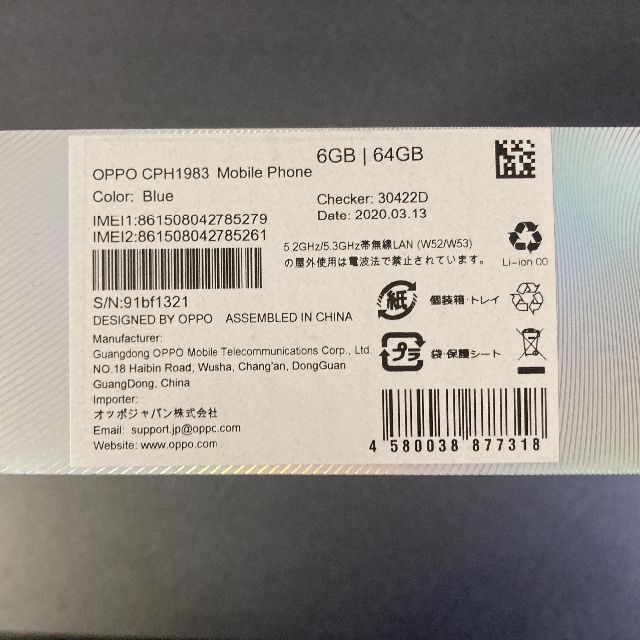 6GB | 64GB
OPPO CPH1983 Mobile Phone
Color: Blue
Checker: 30422D
Date: 2020.03.13
IMEI1:861508042785279
IMEI2:861508042785261
5.2GHz/5.3GHz帯無線LAN (W52/W53)
の屋外使用は電波法で禁止されています。
Li-ion 00
S/N:91bf1321
紙 個装箱・トレイ
DESIGNED BY OPPO ASSEMBLED IN CHINA
Manufacturer:
Guangdong OPPO Mobile Telecommunications Corp., Ltd.
NO.18 Haibin Road, Wusha, Chang'an, DongGuan
GuangDong, China
プラ 袋・保護シート
Importer:
オッポジャパン株式会社
Email: support.jp@oppc.com
Website: www.oppo.com
4 580038 877318